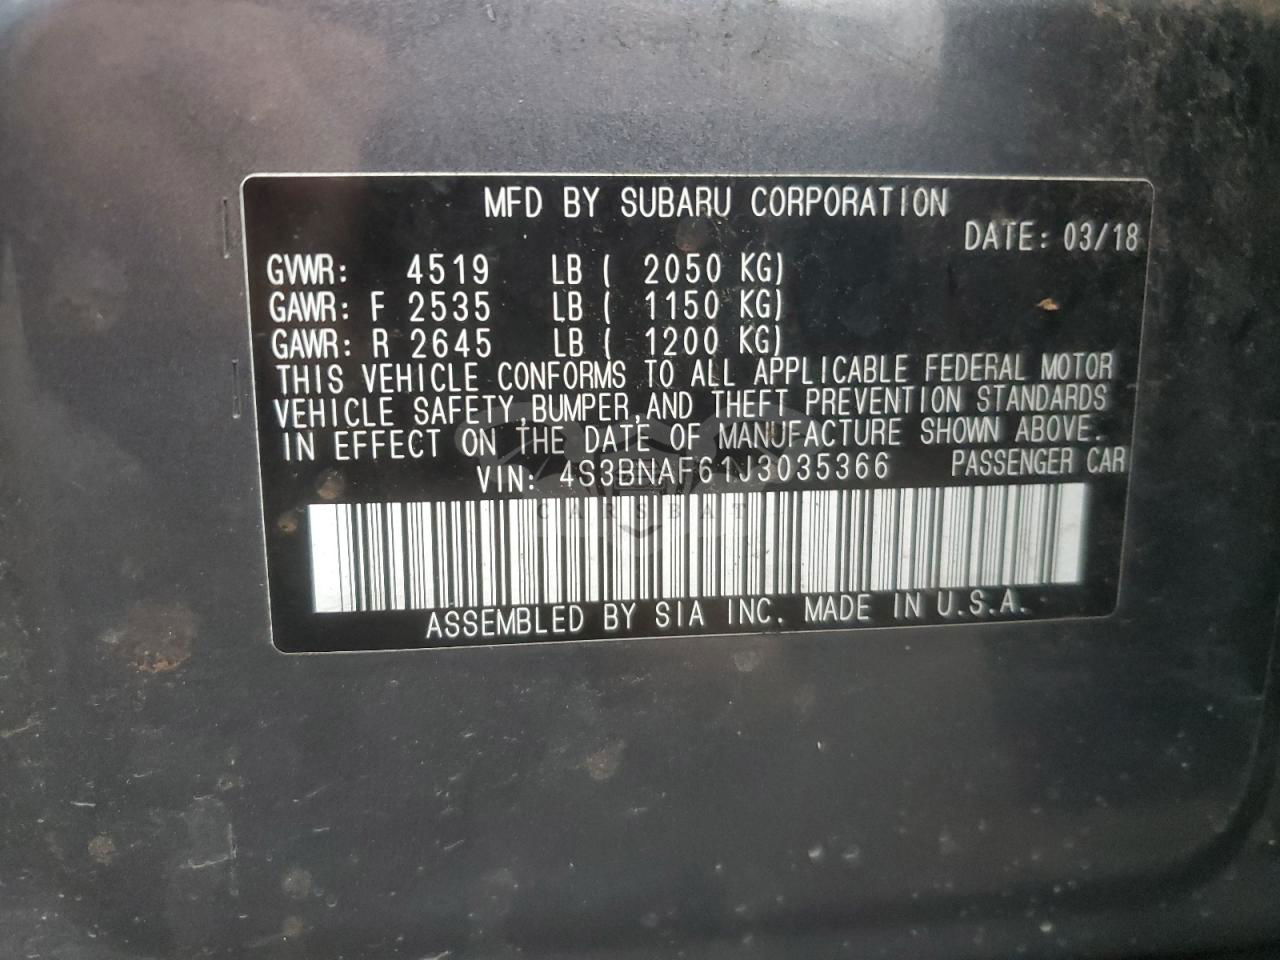 MFD BY SUBARU CORPORATION
DATE: 03/18
GVWR: 4519 LB ( 2050 KG)
GAWR: F 2535 LB ( 1150 KG)
GAWR: R 2645 LB ( 1200 KG)
THIS VEHICLE CONFORMS TO ALL APPLICABLE FEDERAL MOTOR
VEHICLE SAFETY,BUMPER,AND THEFT PREVENTION STANDARDS
IN EFFECT ON THE DATE OF MANUFACTURE SHOWN ABOVE.
VIN: 4S3BNAF61J3035366 PASSENGER CAR
CARSBAT
ASSEMBLED BY SIA INC. MADE IN U.S.A.